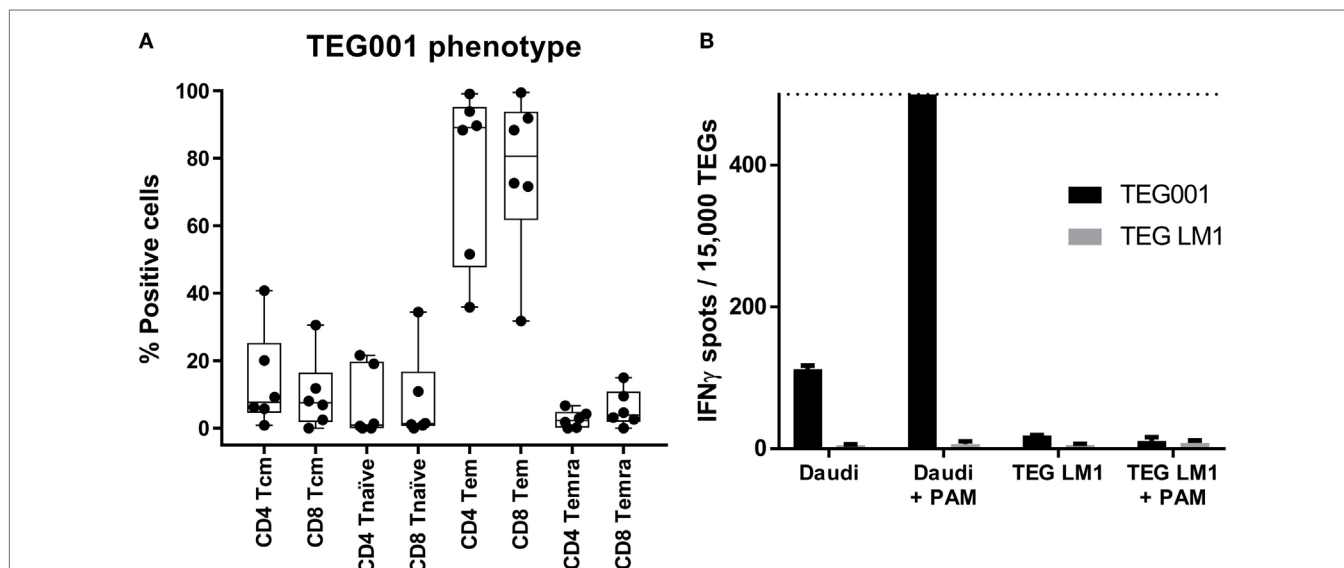 A
TEG001 phenotype
% Positive cells
100
80
60
40
20
0
CD4 Tcm
CD8 Tcm
CD4 Tnaïve
CD8 Tnaïve
CD4 Tem
CD8 Tem
CD4 Temra
CD8 Temra
B
IFNγ spots / 15,000 TEGs
400
200
0
TEG001
TEG LM1
Daudi
Daudi
+ PAM
TEG LM1
TEG LM1
+ PAM